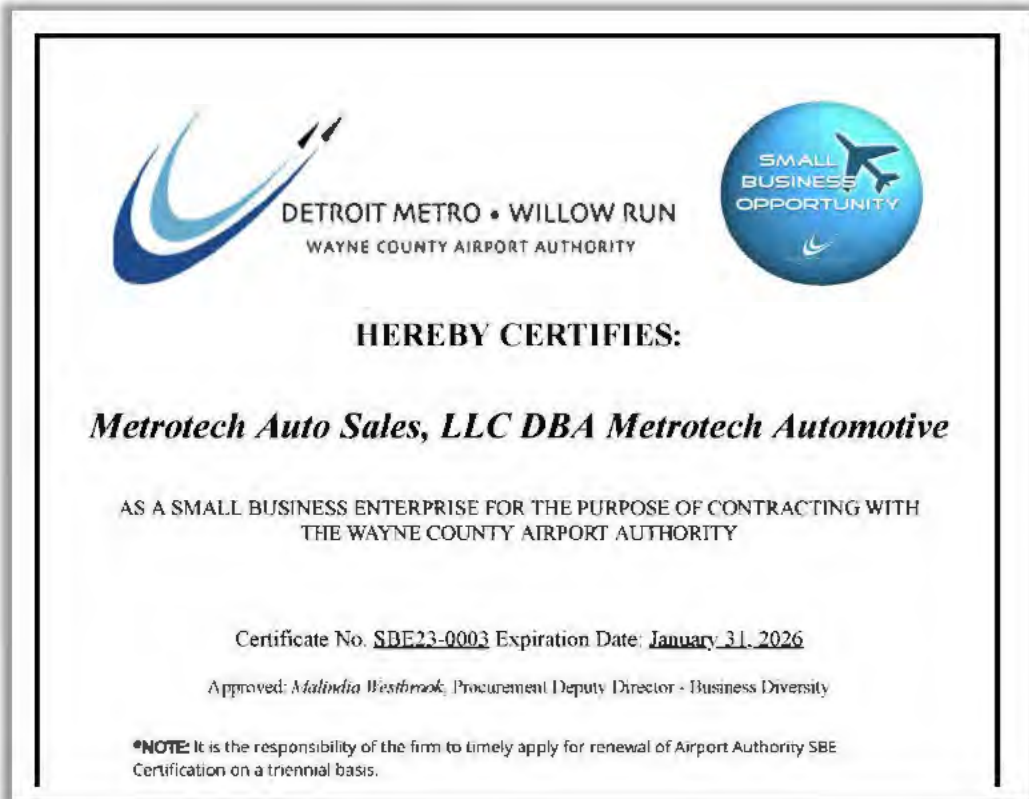 DETROIT METRO • WILLOW RUN
WAYNE COUNTY AIRPORT AUTHORITY
SMALL
BUSINESS
OPPORTUNITY
HEREBY CERTIFIES:
Metrotech Auto Sales, LLC DBA Metrotech Automotive
AS A SMALL BUSINESS ENTERPRISE FOR THE PURPOSE OF CONTRACTING WITH
THE WAYNE COUNTY AIRPORT AUTHORITY
Certificate No. SBE23-0003 Expiration Date: January 31, 2026
Approved: Malindia Westbrook, Procurement Deputy Director - Business Diversity
*NOTE: It is the responsibility of the firm to timely apply for renewal of Airport Authority SBE
Certification on a triennial basis.